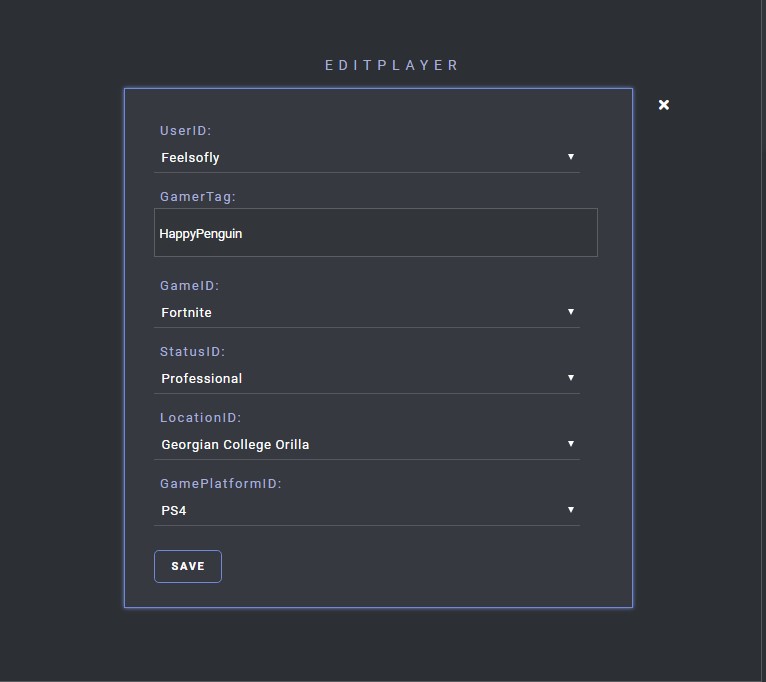 EDITPLAYER
UserID:
Feelsofly
GamerTag:
HappyPenguin
GameID:
Fortnite
StatusID:
Professional
LocationID:
Georgian College Orilla
GamePlatformID:
PS4
SAVE